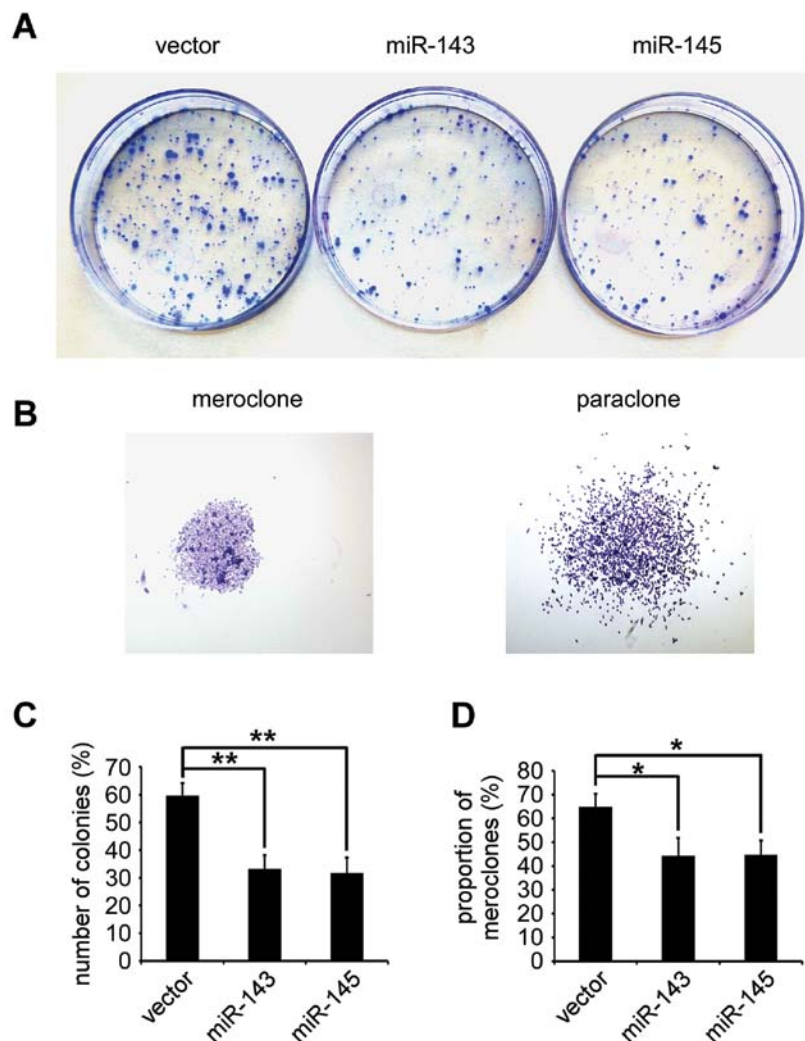 A
vector miR-143 miR-145
B
meroclone paraclone
C
number of colonies (%)
70
60
50
40
30
20
10
0
** **
vector miR-143 miR-145
D
proportion of
meroclones (%)
80
70
60
50
40
30
20
10
0
* *
vector miR-143 miR-145